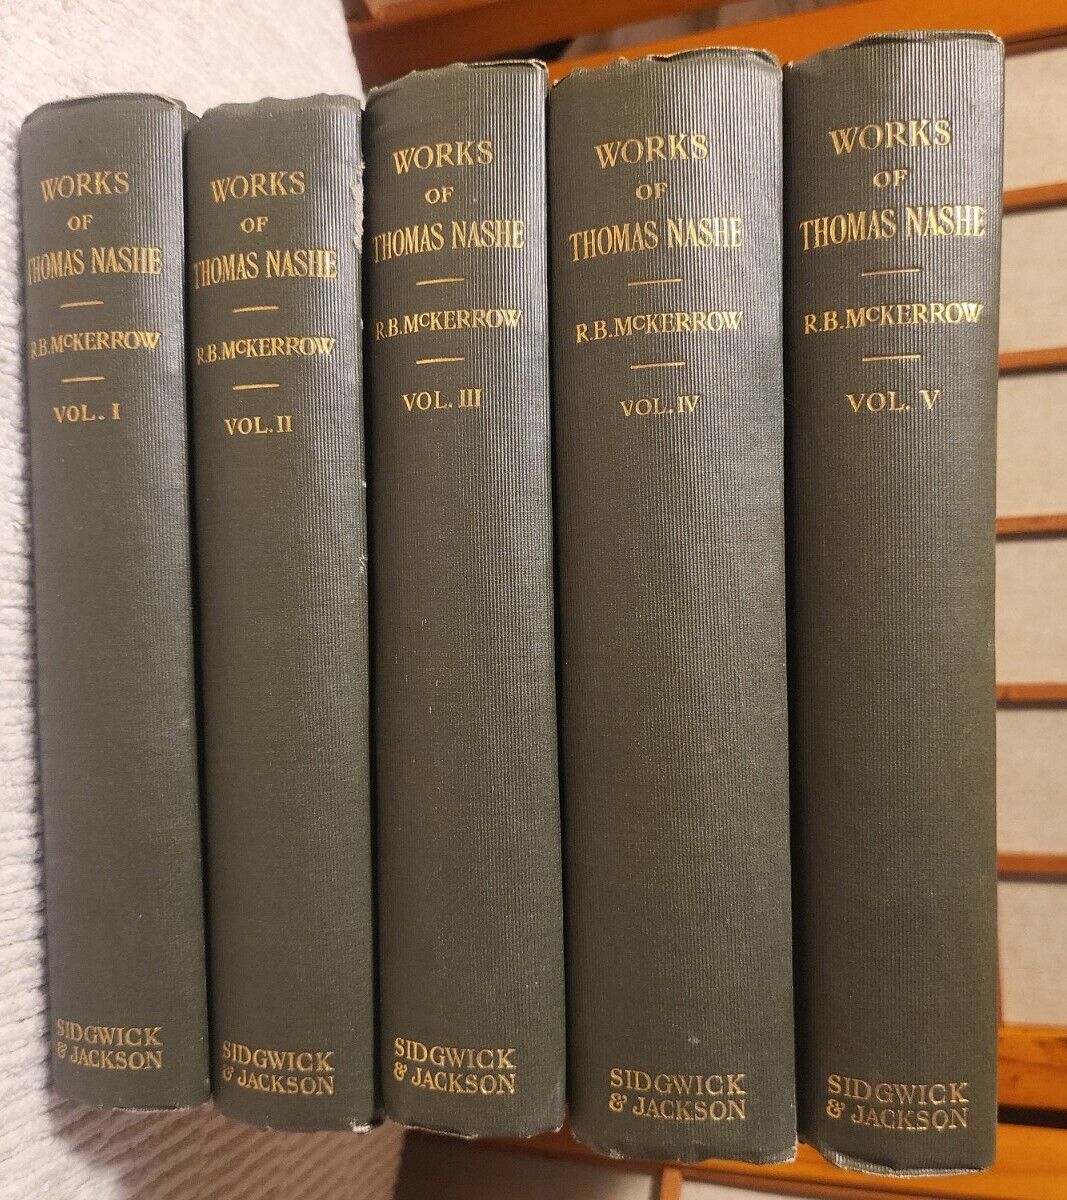 WORKS
OF
THOMAS NASHE
R.B.McKERROW
VOL. I
SIDGWICK
& JACKSON
WORKS
OF
THOMAS NASHE
R.B.McKERROW
VOL. II
SIDGWICK
& JACKSON
WORKS
OF
THOMAS NASHE
R.B.McKERROW
VOL. III
SIDGWICK
& JACKSON
WORKS
OF
THOMAS NASHE
R.B.McKERROW
VOL. IV
SIDGWICK
& JACKSON
WORKS
OF
THOMAS NASHE
R.B.McKERROW
VOL. V
SIDGWICK
& JACKSON